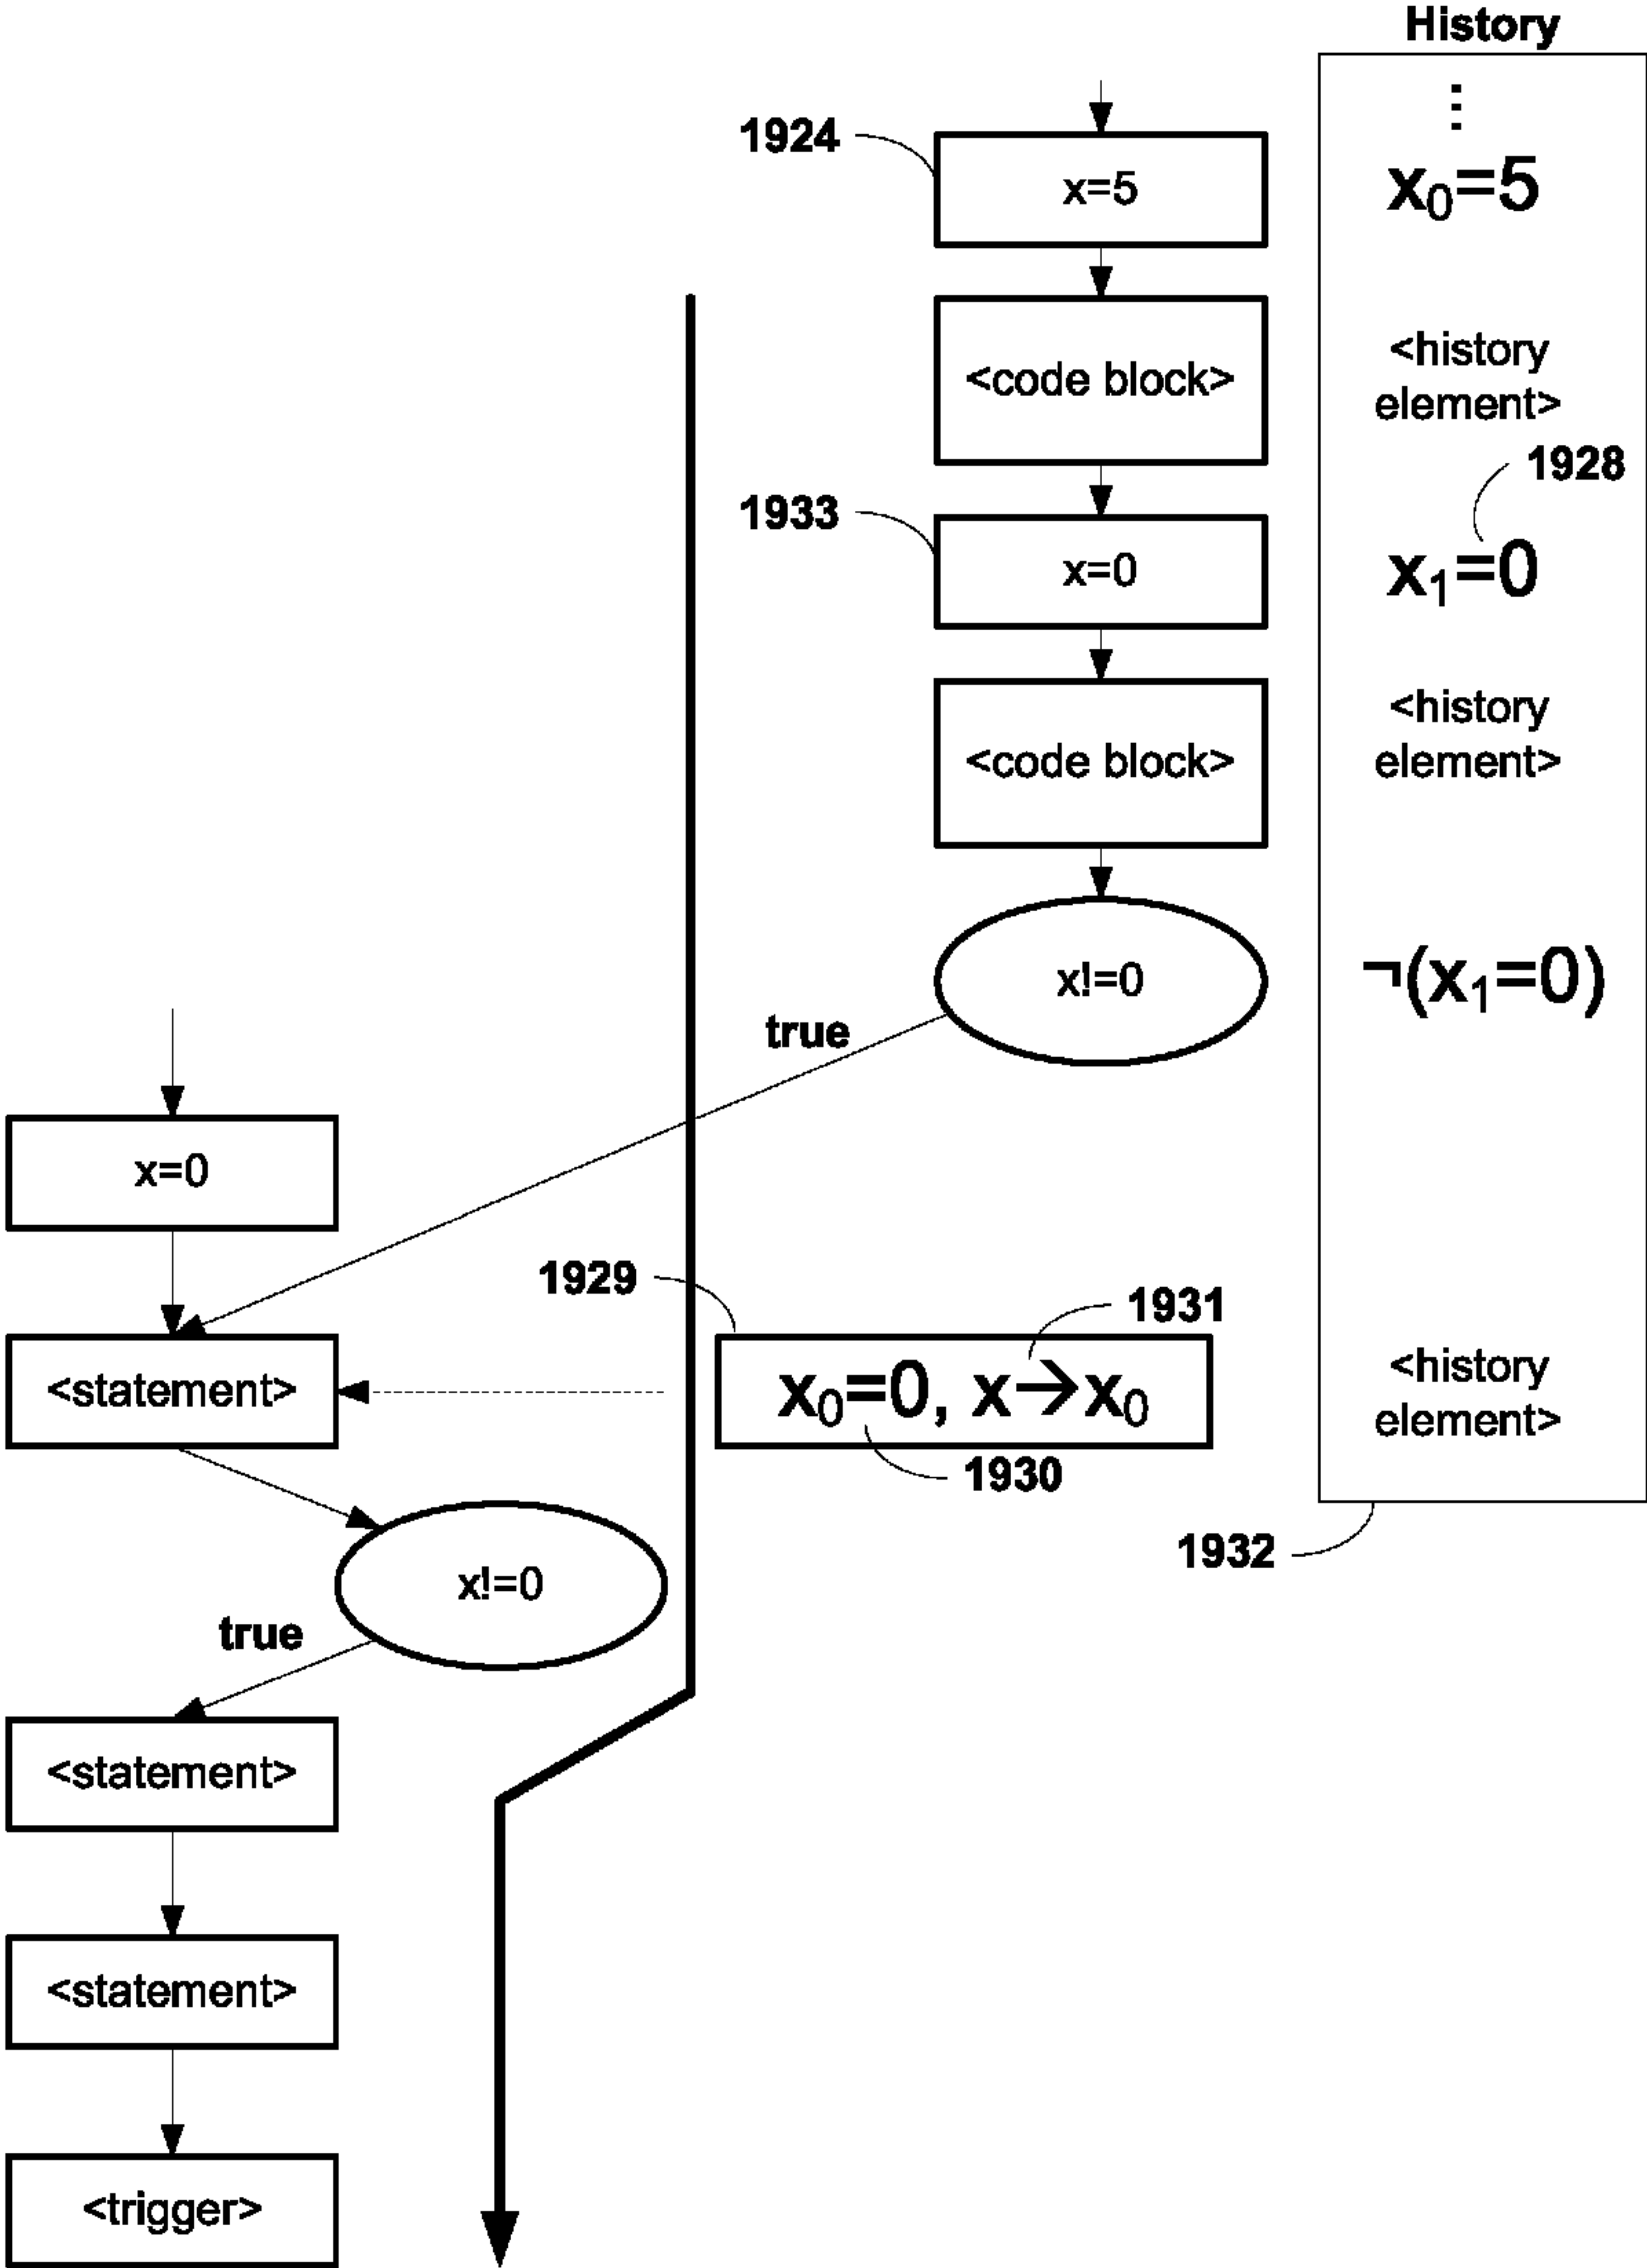 History
⋮
1924
x=5
x₀=5
<code block>
<history
element>
1928
1933
x=0
x₁=0
<code block>
<history
element>
x!=0
¬(x₁=0)
true
x=0
1929
1931
<statement>
x₀=0, x→x₀
<history
element>
1930
1932
x!=0
true
<statement>
<statement>
<trigger>